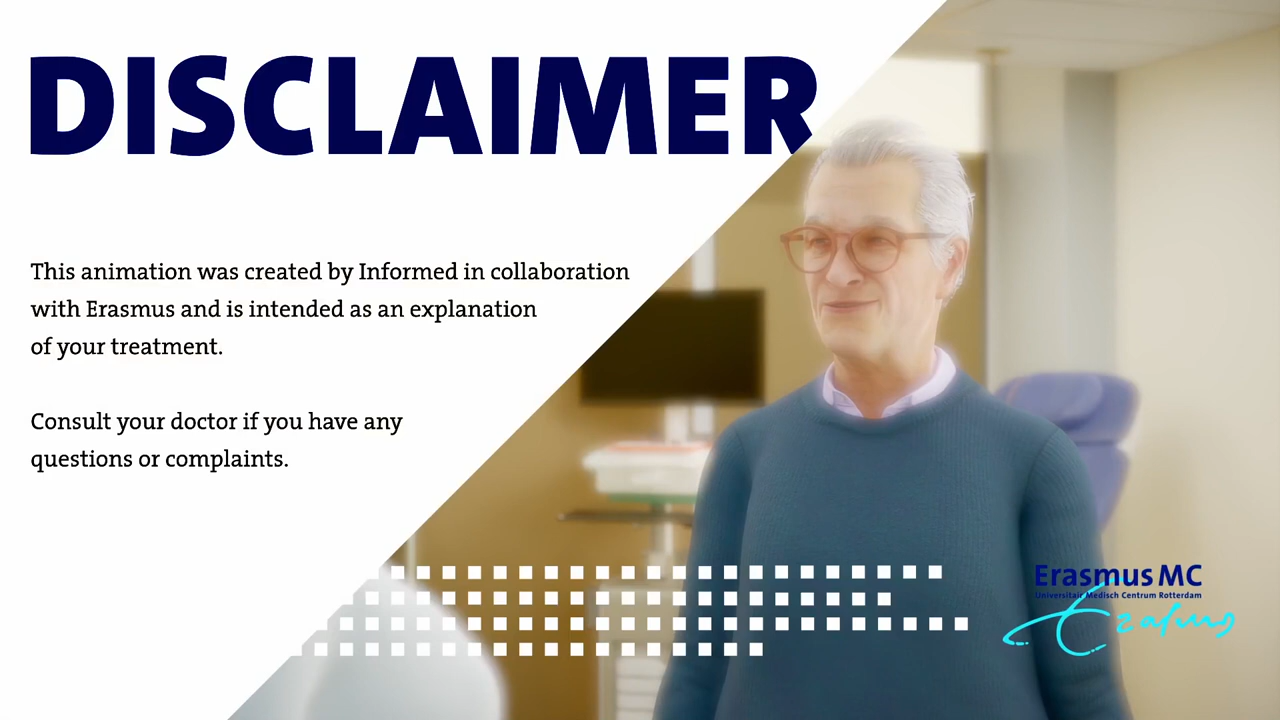 DISCLAIMER
This animation was created by Informed in collaboration
with Erasmus and is intended as an explanation
of your treatment.
Consult your doctor if you have any
questions or complaints.
Erasmus MC
Universitair Medisch Centrum Rotterdam
Erasmus